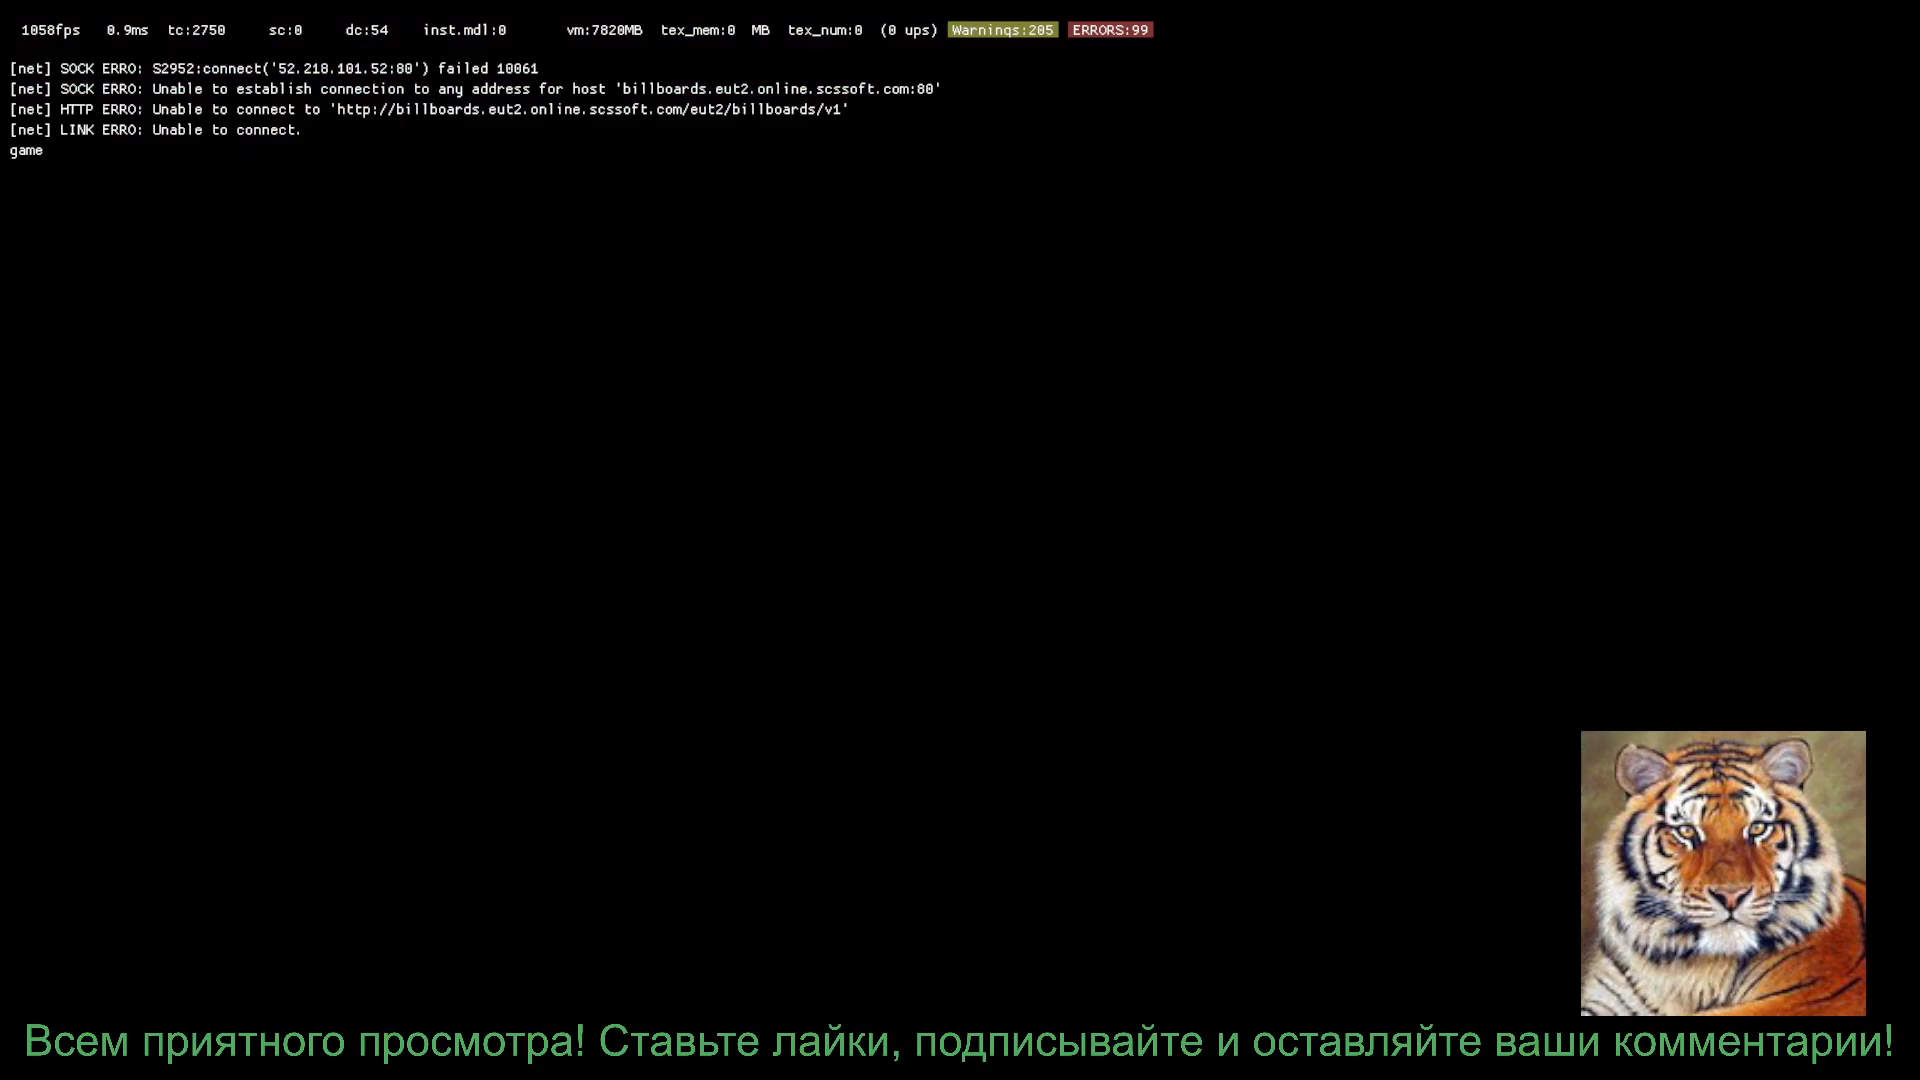 1058fps 0.9ms tc:2750 sc:0 dc:54 inst.mdl:0 vm:7820MB tex_mem:0 MB tex_num:0 (0 ups) Warnings:205 ERRORS:99
[net] SOCK ERRO: S2952:connect('52.218.101.52:80') failed 10061
[net] SOCK ERRO: Unable to establish connection to any address for host 'billboards.eut2.online.scssoft.com:80'
[net] HTTP ERRO: Unable to connect to 'http://billboards.eut2.online.scssoft.com/eut2/billboards/v1'
[net] LINK ERRO: Unable to connect.
game
Всем приятного просмотра! Ставьте лайки, подписывайте и оставляйте ваши комментарии!